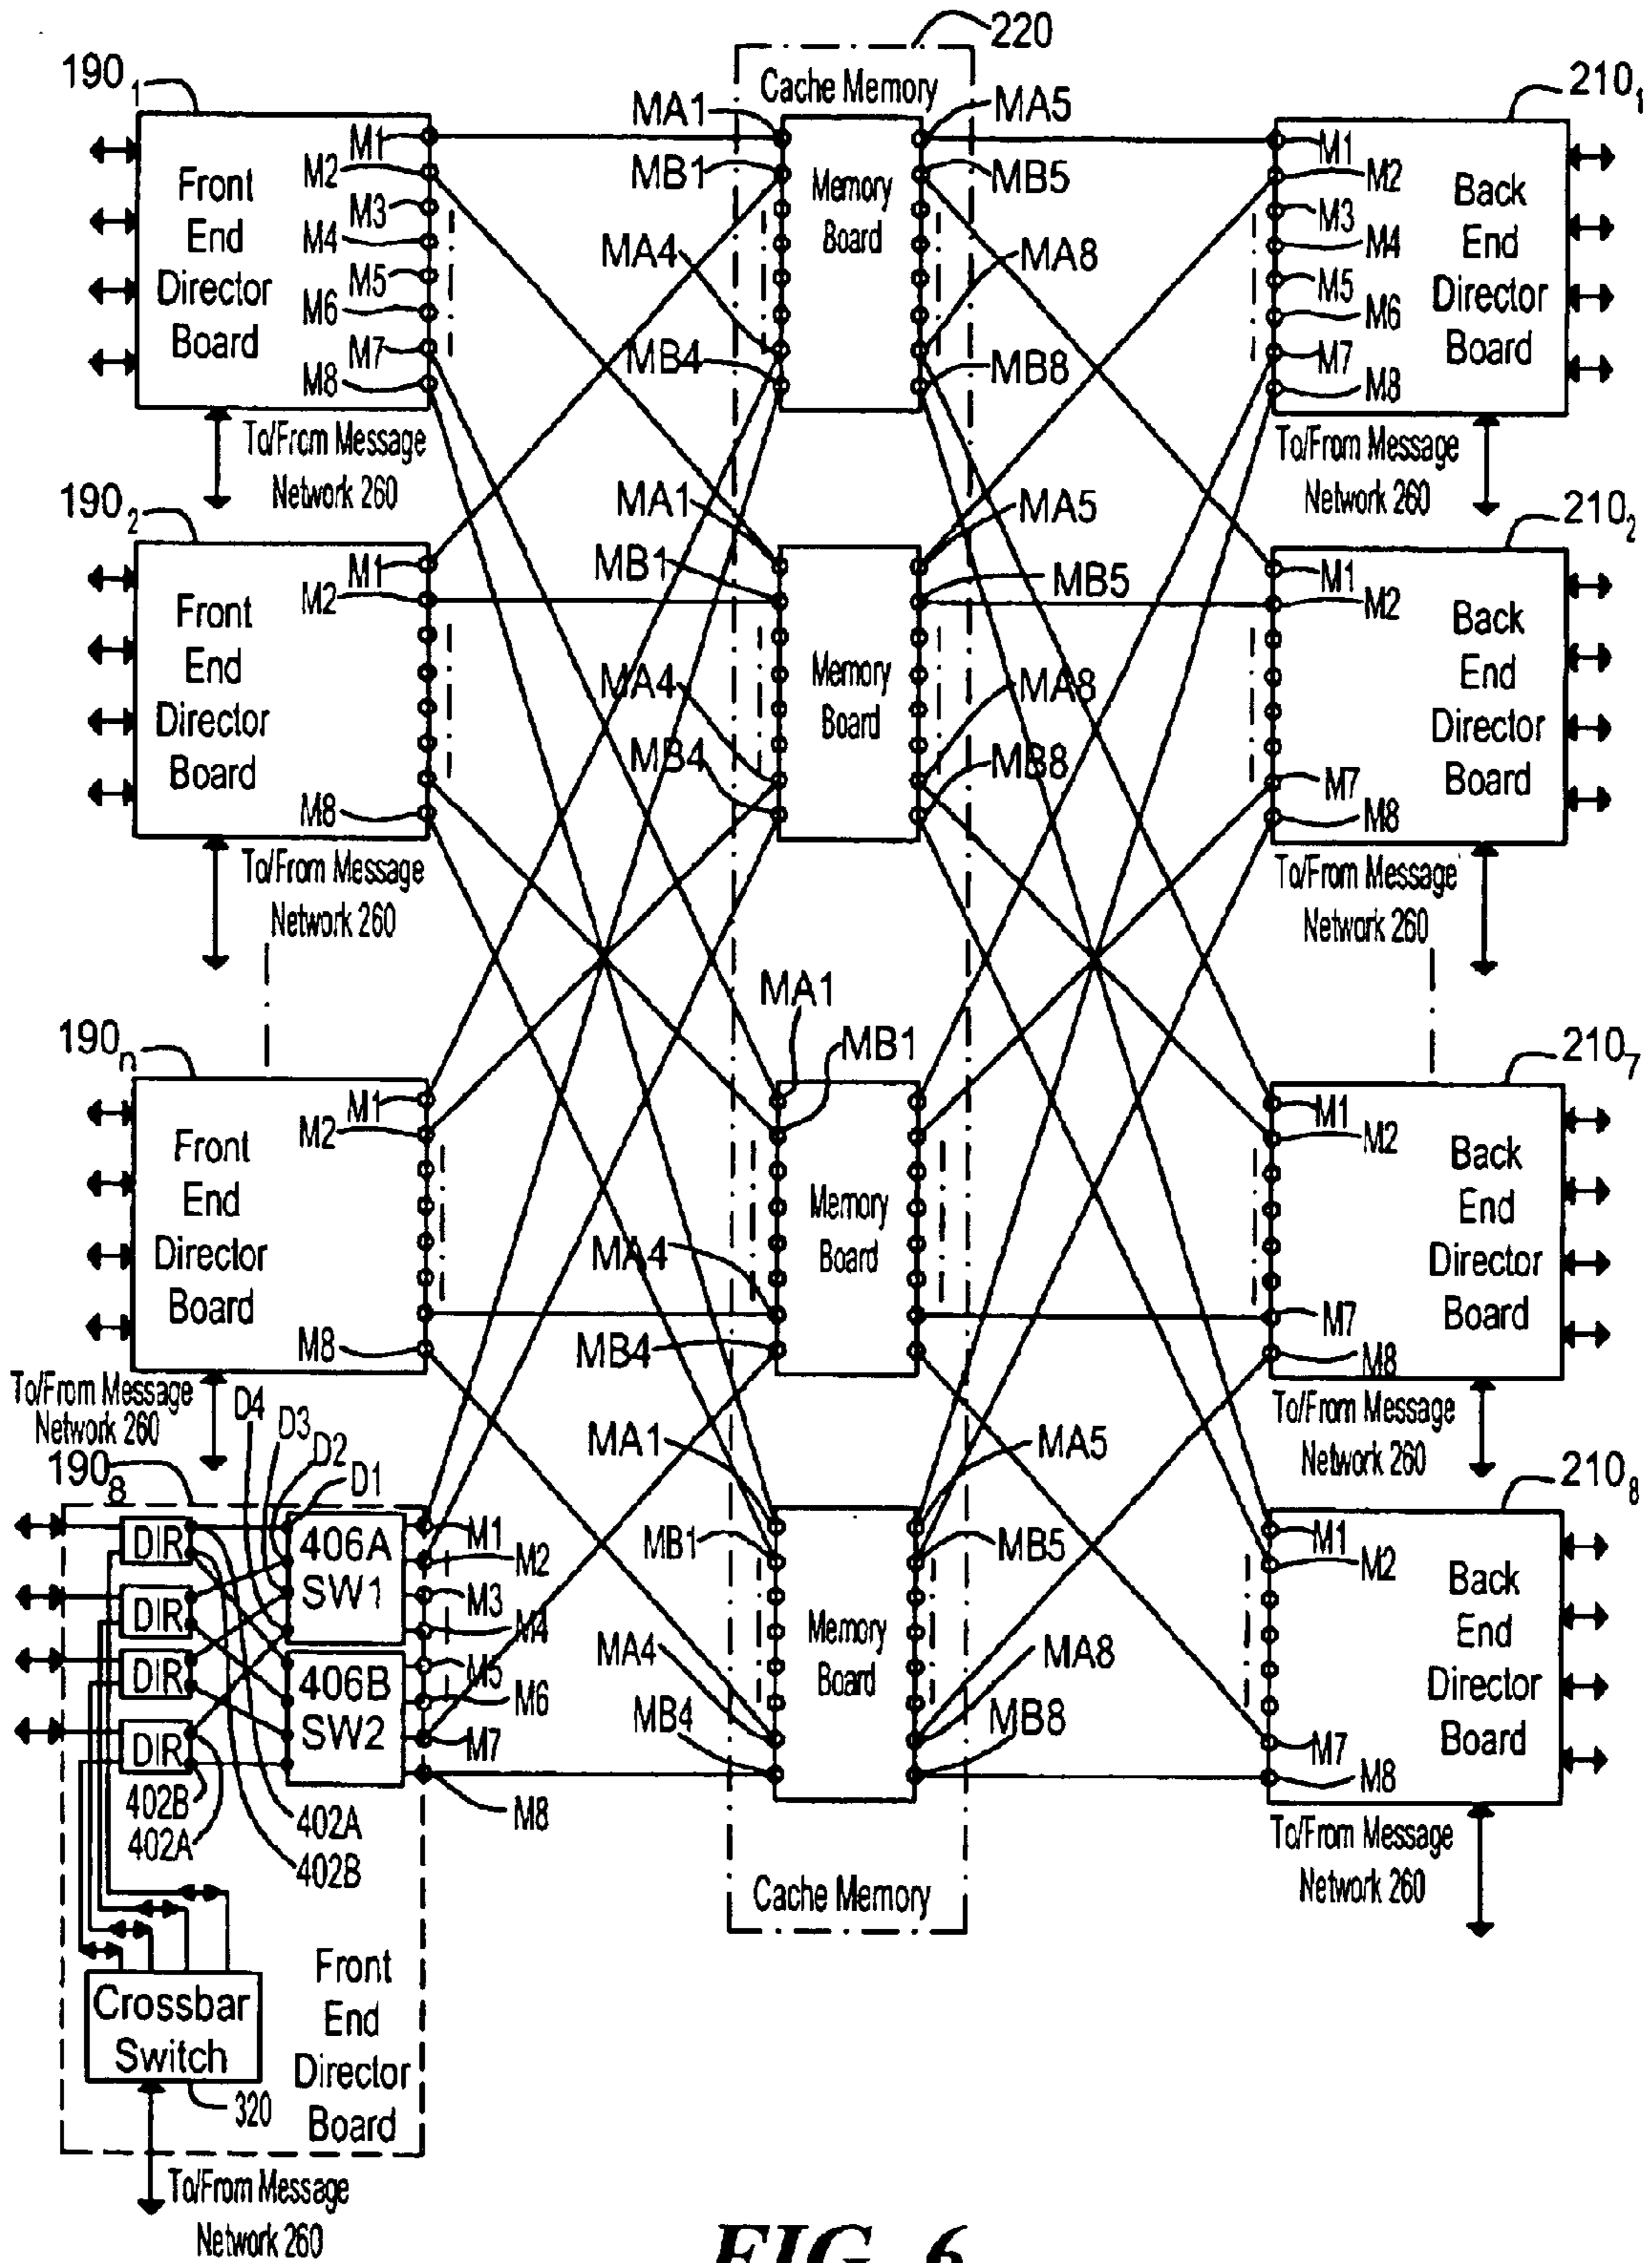 220
190 1
210 1
Cache Memory
MA1
MA5
MB1
MB5
MA4
MA8
MB4
MB8
Front
End
Director
Board
M1
M2
M3
M4
M5
M6
M7
M8
Memory
Board
M1
M2
M3
M4
M5
M6
M7
M8
Back
End
Director
Board
To/From Message
Network 260
To/From Message
Network 260
190 2
210 2
MA1
MA5
MB1
MB5
MA4
MA8
MB4
MB8
Front
End
Director
Board
M1
M2
M8
Memory
Board
M1
M2
M7
M8
Back
End
Director
Board
To/From Message
Network 260
To/From Message
Network 260
190
210 7
MA1
MB1
MA4
MB4
Front
End
Director
Board
M1
M2
M8
Memory
Board
M1
M2
M7
M8
Back
End
Director
Board
To/From Message
Network 260
To/From Message
Network 260
190 8
210 8
D4
D3
D2
D1
MA1
MA5
MB1
MB5
MA4
MA8
MB4
MB8
DIR
DIR
DIR
DIR
406A
SW1
406B
SW2
M1
M2
M3
M4
M5
M6
M7
M8
Memory
Board
M1
M2
M7
M8
Back
End
Director
Board
402B
402A
402A
402B
Cache Memory
To/From Message
Network 260
Crossbar
Switch
320
Front
End
Director
Board
To/From Message
Network 260
FIG. 6